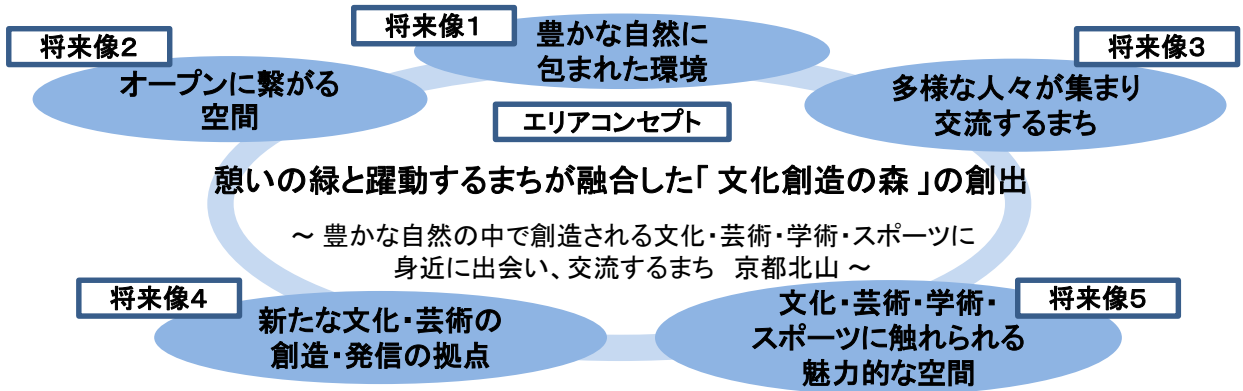 将来像1
豊かな自然に
包まれた環境
将来像2
オープンに繋がる
空間
将来像3
多様な人々が集まり
交流するまち
エリアコンセプト
憩いの緑と躍動するまちが融合した「 文化創造の森 」の創出
～ 豊かな自然の中で創造される文化・芸術・学術・スポーツに
身近に出会い、交流するまち　京都北山 ～
将来像4
新たな文化・芸術の
創造・発信の拠点
将来像5
文化・芸術・学術・
スポーツに触れられる
魅力的な空間